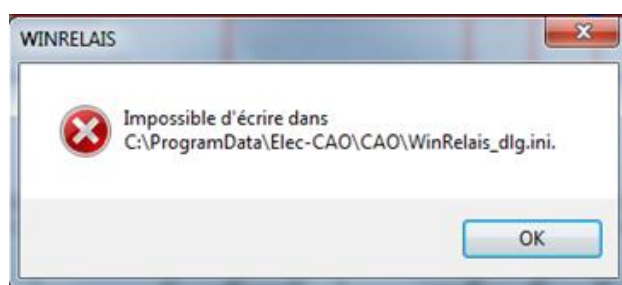 WINRELAIS
Impossible d'écrire dans
C:\ProgramData\Elec-CAO\CAO\WinRelais_dlg.ini.
OK